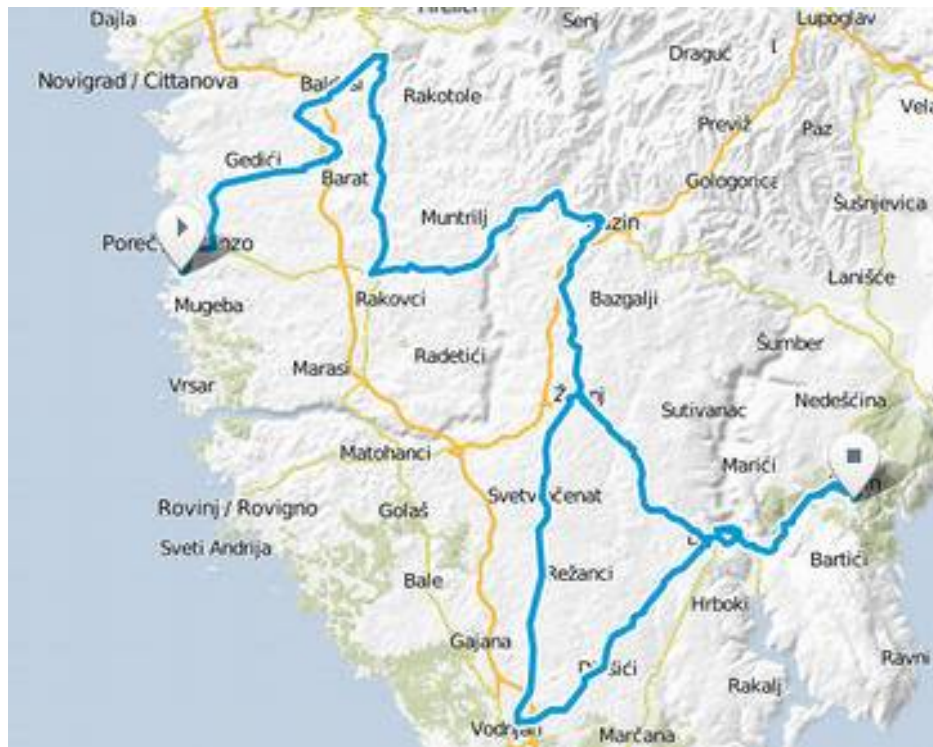 Dajla
Senj
Lupoglav
Draguć
Novigrad / Cittanova
Rakotole
Previž
Paz
Gedići
Barat
Gologorica
Šušnjevica
Muntrilj
Poreč
Lanišće
Mugeba
Rakovci
Bazgalji
Radetići
Šumber
Marasi
Vrsar
Nedešćina
Sutivanac
Matohanci
Marići
Rovinj / Rovigno
Golaš
Sveti Andrija
Bartići
Bale
Režanci
Hrboki
Gajana
Ravni
Rakalj
Marčana